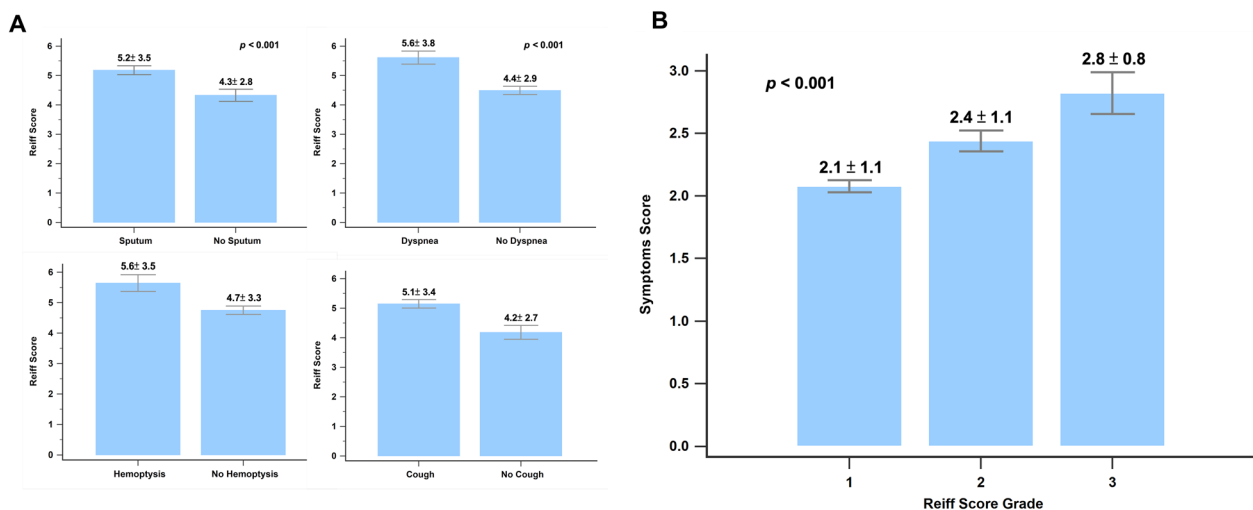 A
Reiff Score
6
5
4
3
2
1
0
5.2± 3.5
4.3± 2.8
p < 0.001
Sputum
No Sputum
Reiff Score
6
5
4
3
2
1
0
5.6± 3.8
4.4± 2.9
p < 0.001
Dyspnea
No Dyspnea
Reiff Score
6
5
4
3
2
1
0
5.6± 3.5
4.7± 3.3
Hemoptysis
No Hemoptysis
Reiff Score
6
5
4
3
2
1
0
5.1± 3.4
4.2± 2.7
Cough
No Cough
B
Symptoms Score
3.0
2.5
2.0
1.5
1.0
0.5
0.0
p < 0.001
2.1 ± 1.1
2.4 ± 1.1
2.8 ± 0.8
1
2
3
Reiff Score Grade